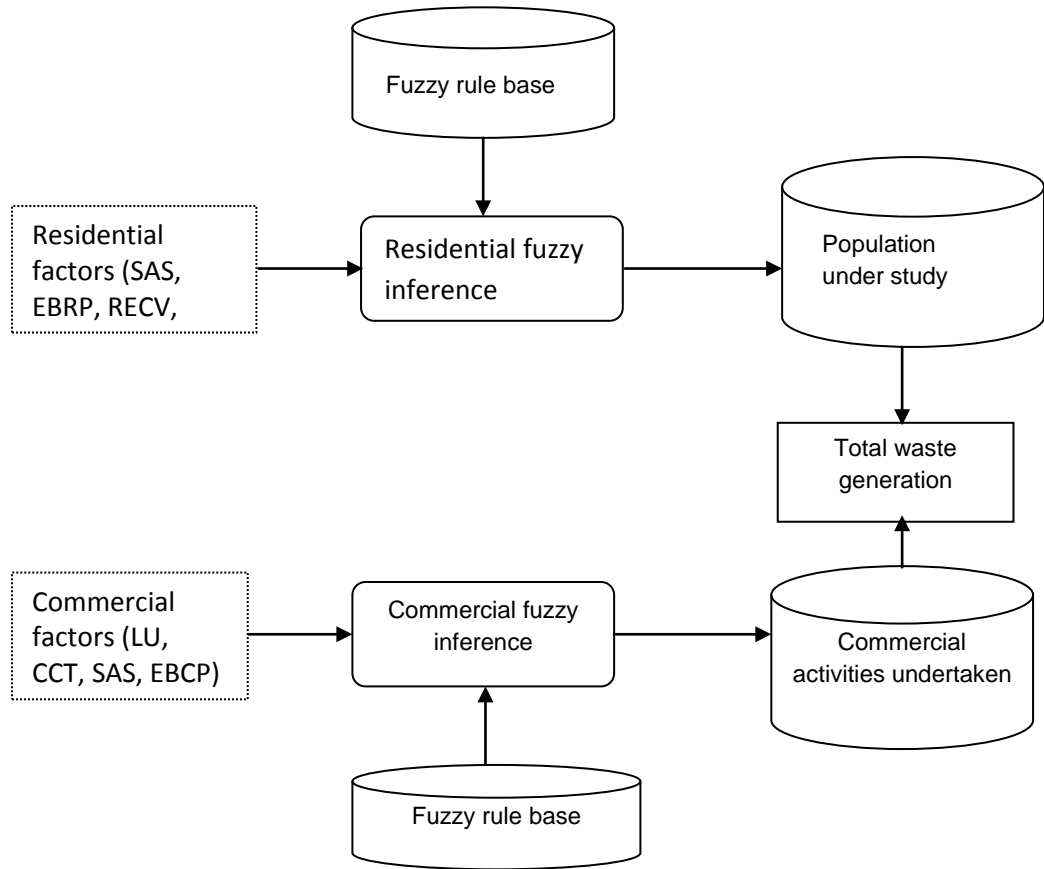 Fuzzy rule base
Residential
factors (SAS,
EBRP, RECV,
Residential fuzzy
inference
Population
under study
Total waste
generation
Commercial
factors (LU,
CCT, SAS, EBCP)
Commercial fuzzy
inference
Commercial
activities undertaken
Fuzzy rule base